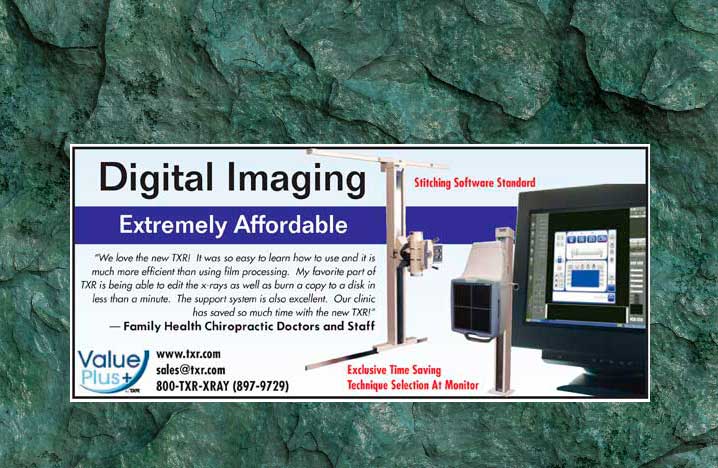 Digital Imaging
Stitching Software Standard
Extremely Affordable
"We love the new TXR! It was so easy to learn how to use and it is
much more efficient than using film processing. My favorite part of
TXR is being able to edit the x-rays as well as burn a copy to a disk in
less than a minute. The support system is also excellent. Our clinic
has saved so much time with the new TXR!"
— Family Health Chiropractic Doctors and Staff
Value
Plus+
www.txr.com
sales@txr.com
800-TXR-XRAY (897-9729)
Exclusive Time Saving
Technique Selection At Monitor